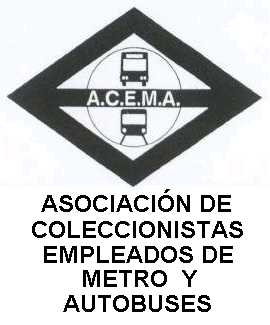 A.C.E.M.A.
ASOCIACIÓN DE
COLECCIONISTAS
EMPLEADOS DE
METRO Y
AUTOBUSES